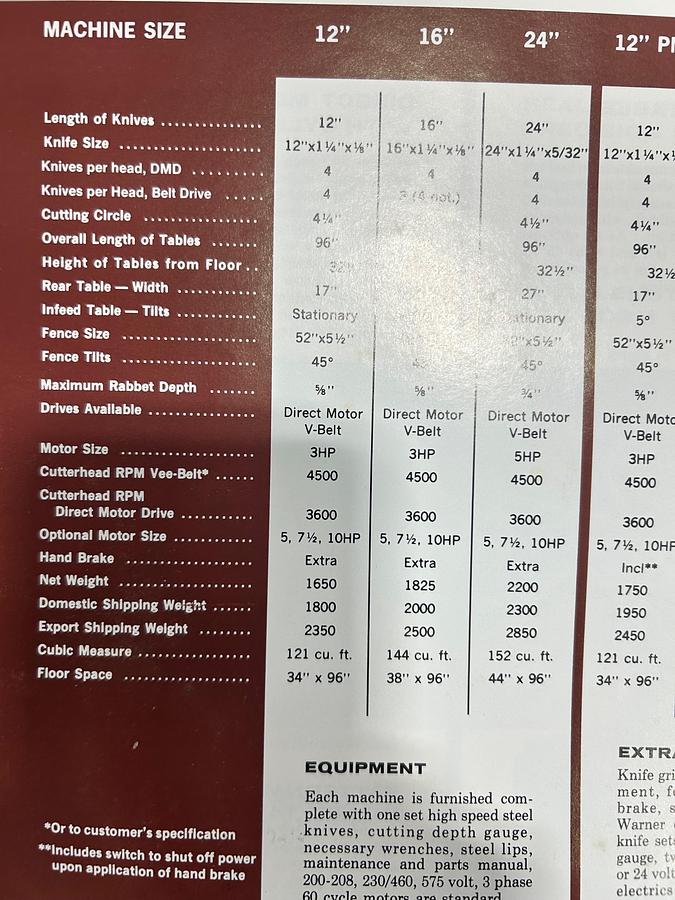 MACHINE SIZE 12" 16" 24" 12" P
Length of Knives 12" 16" 24" 12"
Knife Size 12"x1¼"x⅛" 16"x1¼"x⅛" 24"x1¼"x5/32" 12"x1¼"x
Knives per head, DMD 4 4 4 4
Knives per Head, Belt Drive 4 3 (4 opt.) 4 4
Cutting Circle 4¼" 4½" 4¼"
Overall Length of Tables 96" 96" 96"
Height of Tables from Floor 32½" 32½
Rear Table — Width 17" 27" 17"
Infeed Table — Tilts Stationary Stationary 5°
Fence Size 52"x5½" 52"x5½"
Fence Tilts 45° 45° 45°
Maximum Rabbet Depth ⅝" ⅝" ¾" ⅝"
Drives Available Direct Motor Direct Motor Direct Motor Direct Moto
V-Belt V-Belt V-Belt V-Belt
Motor Size 3HP 3HP 5HP 3HP
Cutterhead RPM Vee-Belt* 4500 4500 4500 4500
Cutterhead RPM
Direct Motor Drive 3600 3600 3600 3600
Optional Motor Size 5, 7½, 10HP 5, 7½, 10HP 5, 7½, 10HP 5, 7½, 10HP
Hand Brake Extra Extra Extra Incl**
Net Weight 1650 1825 2200 1750
Domestic Shipping Weight 1800 2000 2300 1950
Export Shipping Weight 2350 2500 2850 2450
Cubic Measure 121 cu. ft. 144 cu. ft. 152 cu. ft. 121 cu. ft.
Floor Space 34" x 96" 38" x 96" 44" x 96" 34" x 96"
*Or to customer's specification
**Includes switch to shut off power
upon application of hand brake
EQUIPMENT
Each machine is furnished com-
plete with one set high speed steel
knives, cutting depth gauge,
necessary wrenches, steel lips,
maintenance and parts manual,
200-208, 230/460, 575 volt, 3 phase
60 cycle motors are standard
EXTR
Knife gri
ment, f
brake, s
Warner
knife set
gauge, tw
or 24 volt
electrics